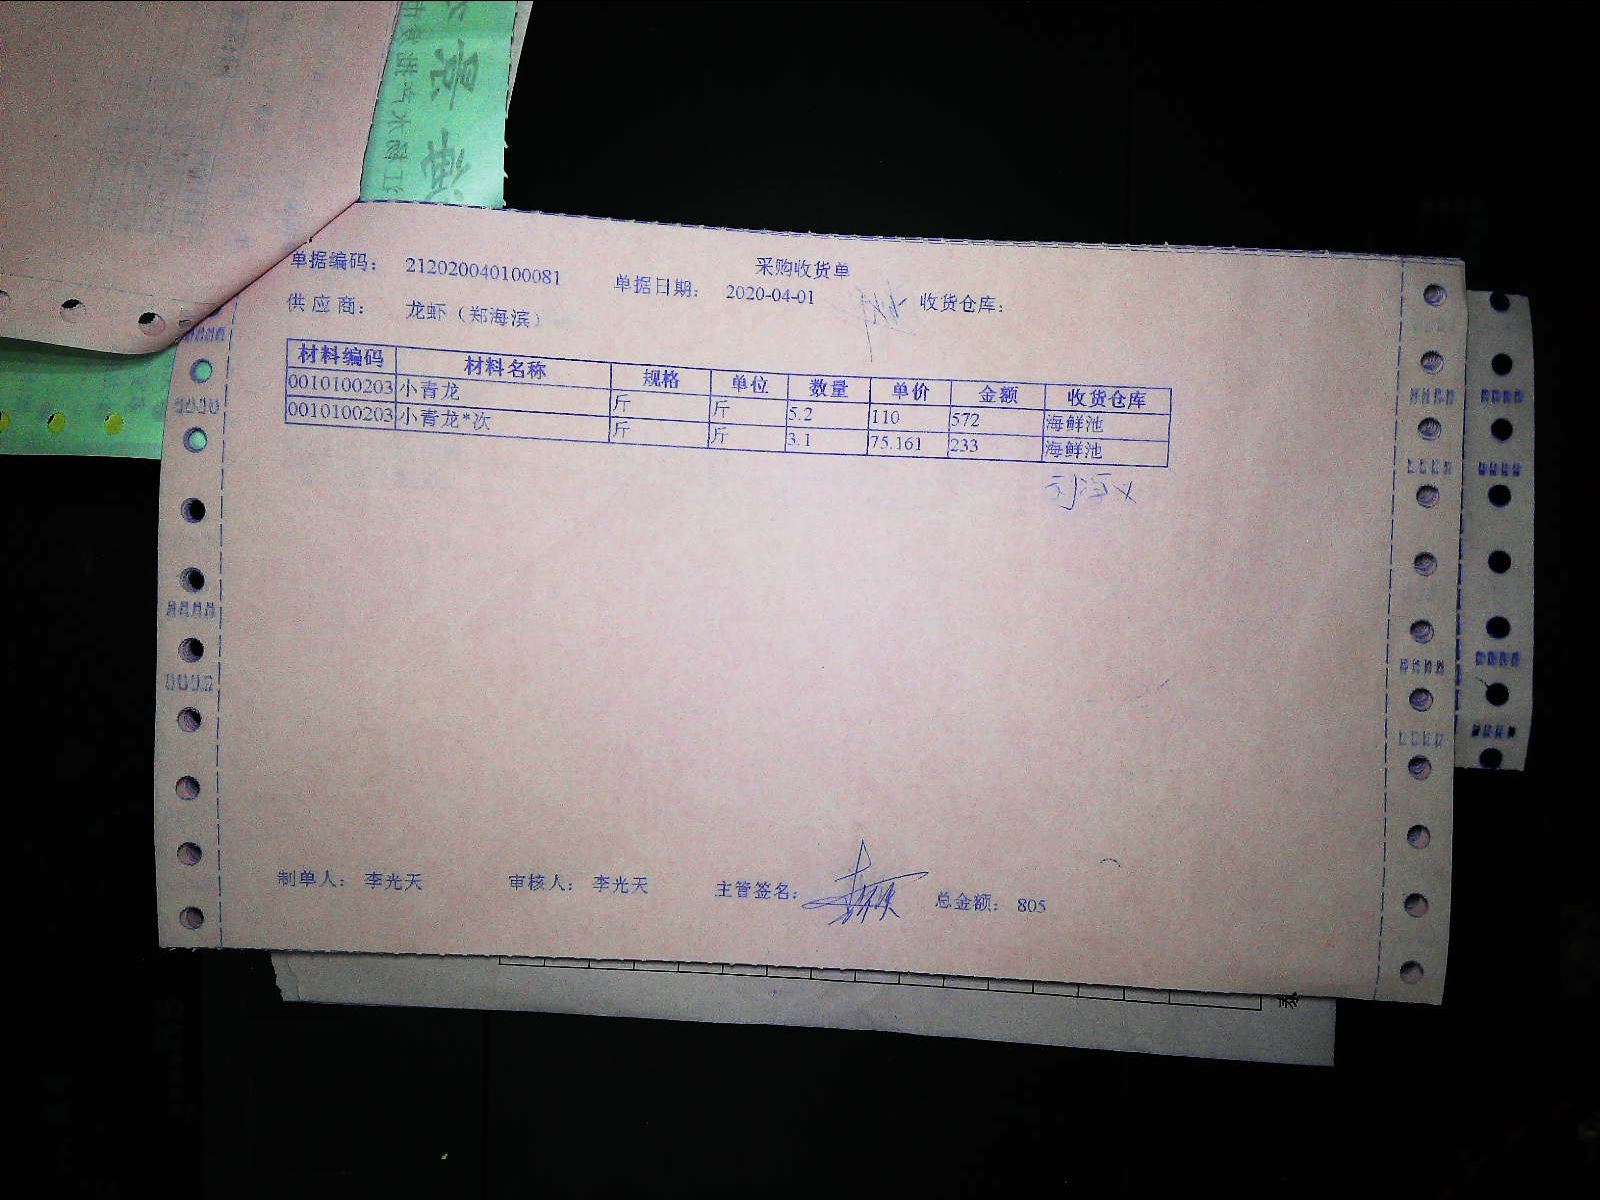 采购收货单
单据编码： 212020040100081 单据日期： 2020-04-01 收货仓库：
供应商： 龙虾（郑海滨）
材料编码 材料名称 规格 单位 数量 单价 金额 收货仓库
0010100203 小青龙 斤 斤 5.2 110 572 海鲜池
0010100203 小青龙*次 斤 斤 3.1 75.161 233 海鲜池
制单人： 李光天 审核人： 李光天 主管签名： 总金额： 805